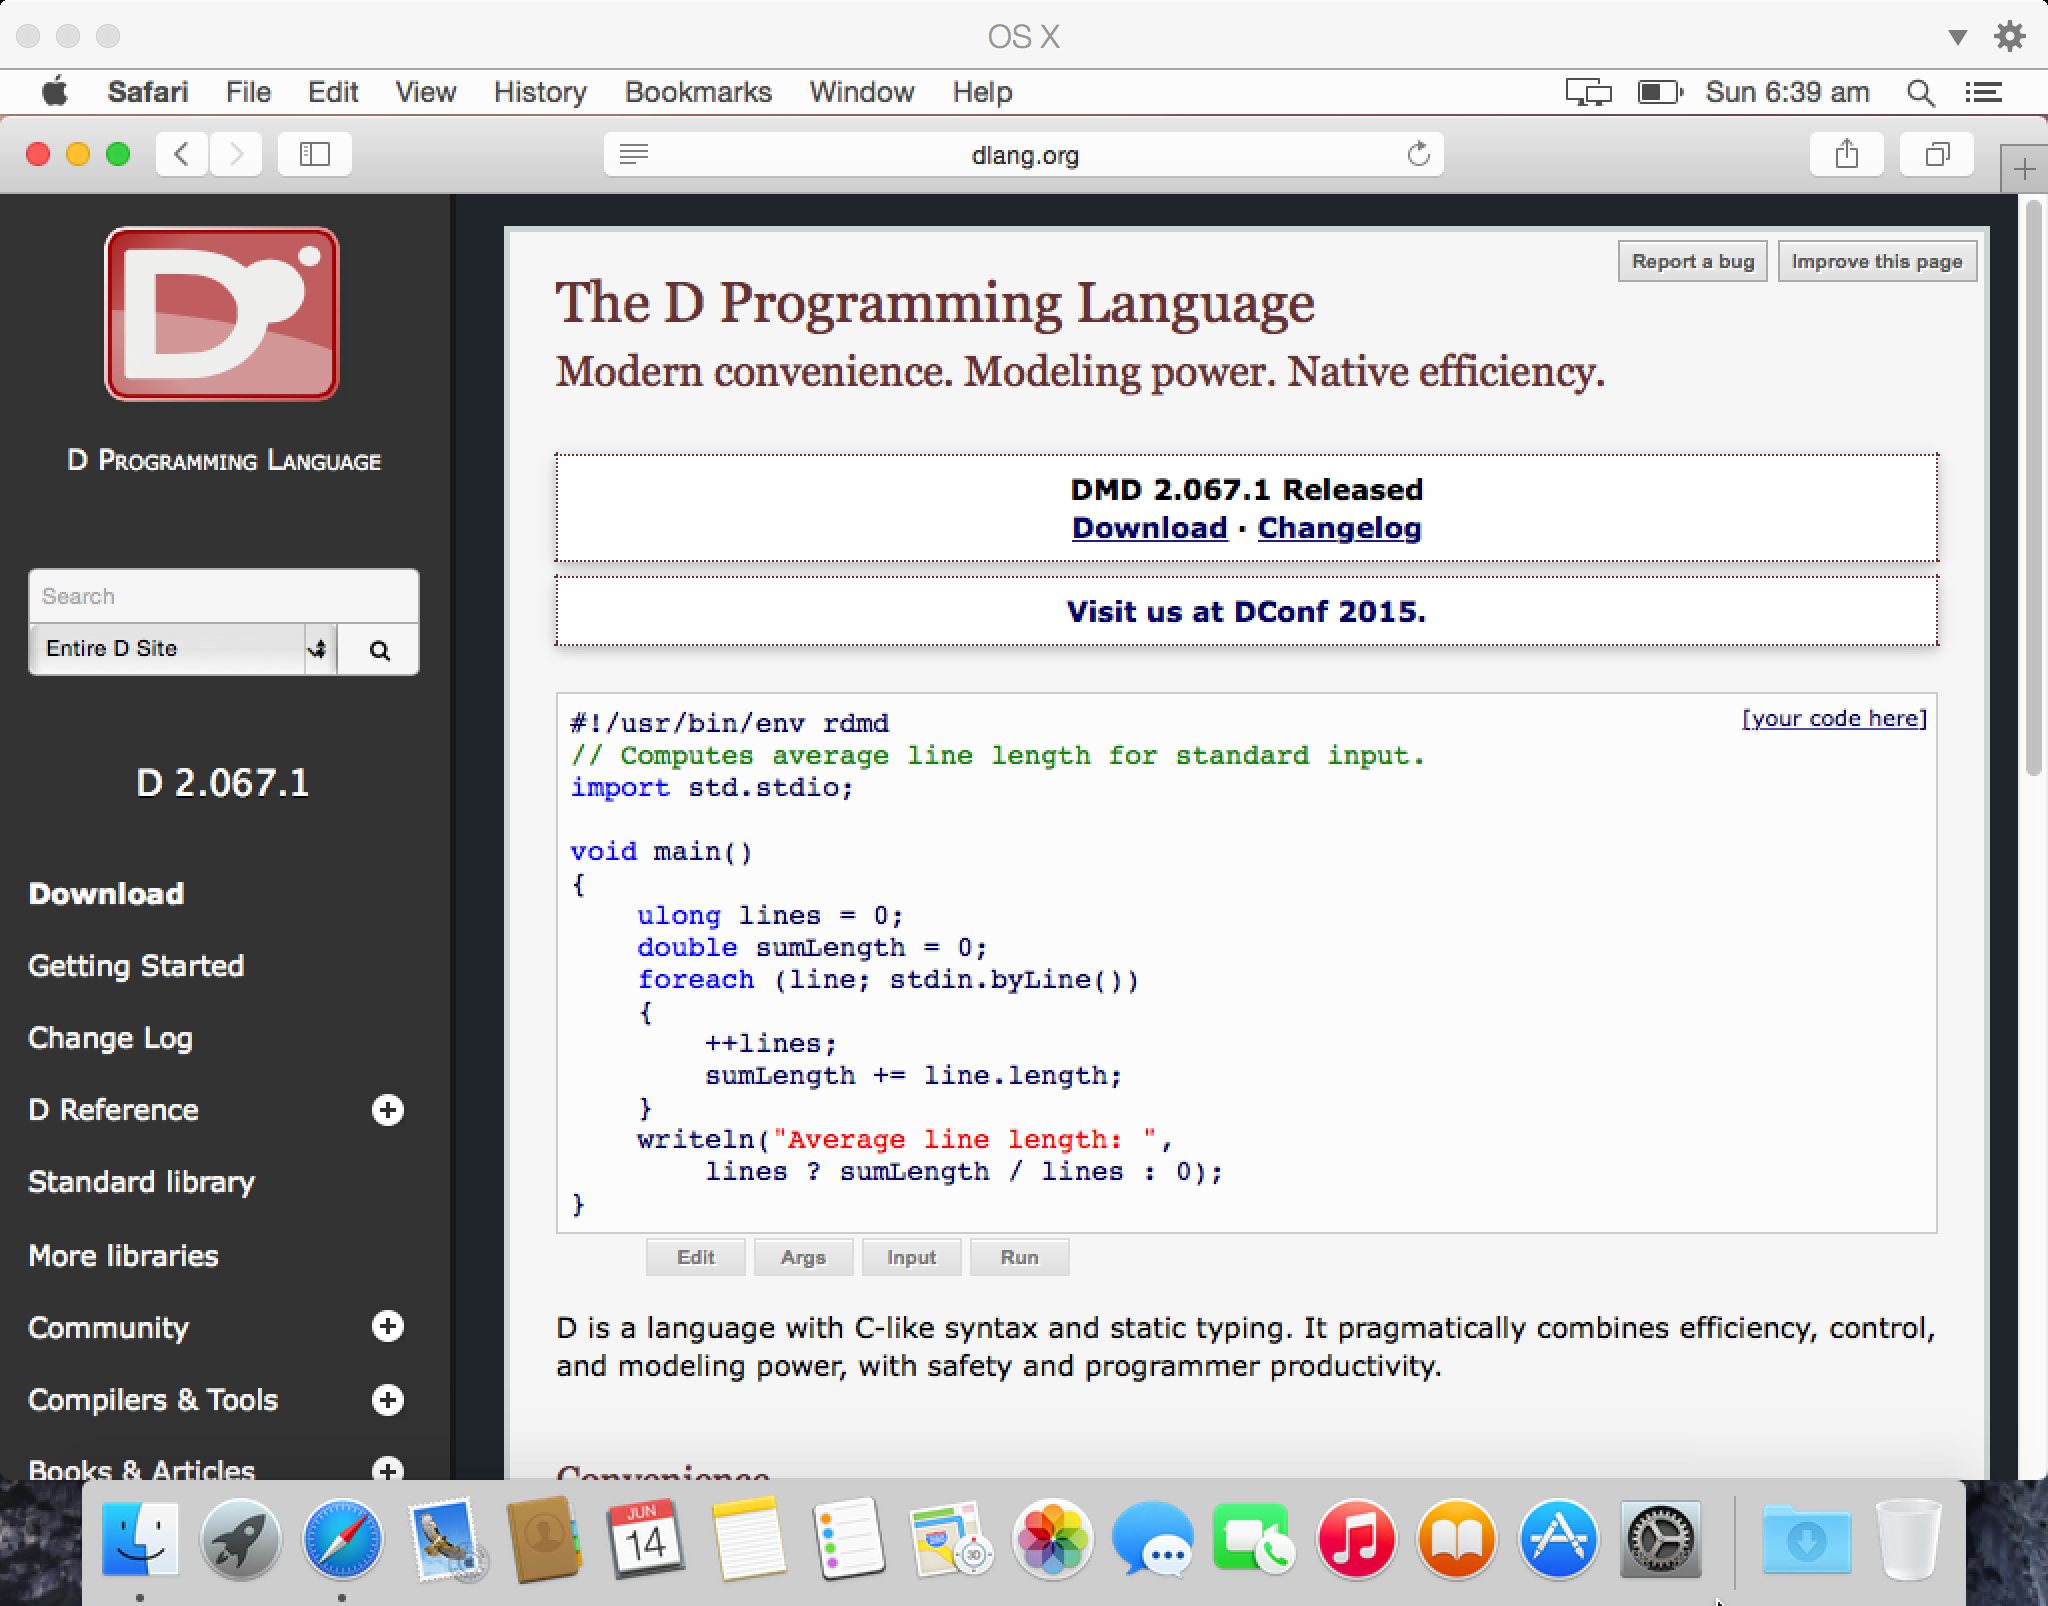 OS X
Safari File Edit View History Bookmarks Window Help Sun 6:39 am
dlang.org
D PROGRAMMING LANGUAGE
Search
Entire D Site
D 2.067.1
Download
Getting Started
Change Log
D Reference
Standard library
More libraries
Community
Compilers & Tools
Books & Articles
Report a bug Improve this page
The D Programming Language
Modern convenience. Modeling power. Native efficiency.
DMD 2.067.1 Released
Download · Changelog
Visit us at DConf 2015.
[your code here]
#!/usr/bin/env rdmd
// Computes average line length for standard input.
import std.stdio;
void main()
{
    ulong lines = 0;
    double sumLength = 0;
    foreach (line; stdin.byLine())
    {
        ++lines;
        sumLength += line.length;
    }
    writeln("Average line length: ",
        lines ? sumLength / lines : 0);
}
Edit Args Input Run
D is a language with C-like syntax and static typing. It pragmatically combines efficiency, control,
and modeling power, with safety and programmer productivity.
Convenience
JUN
14
3D